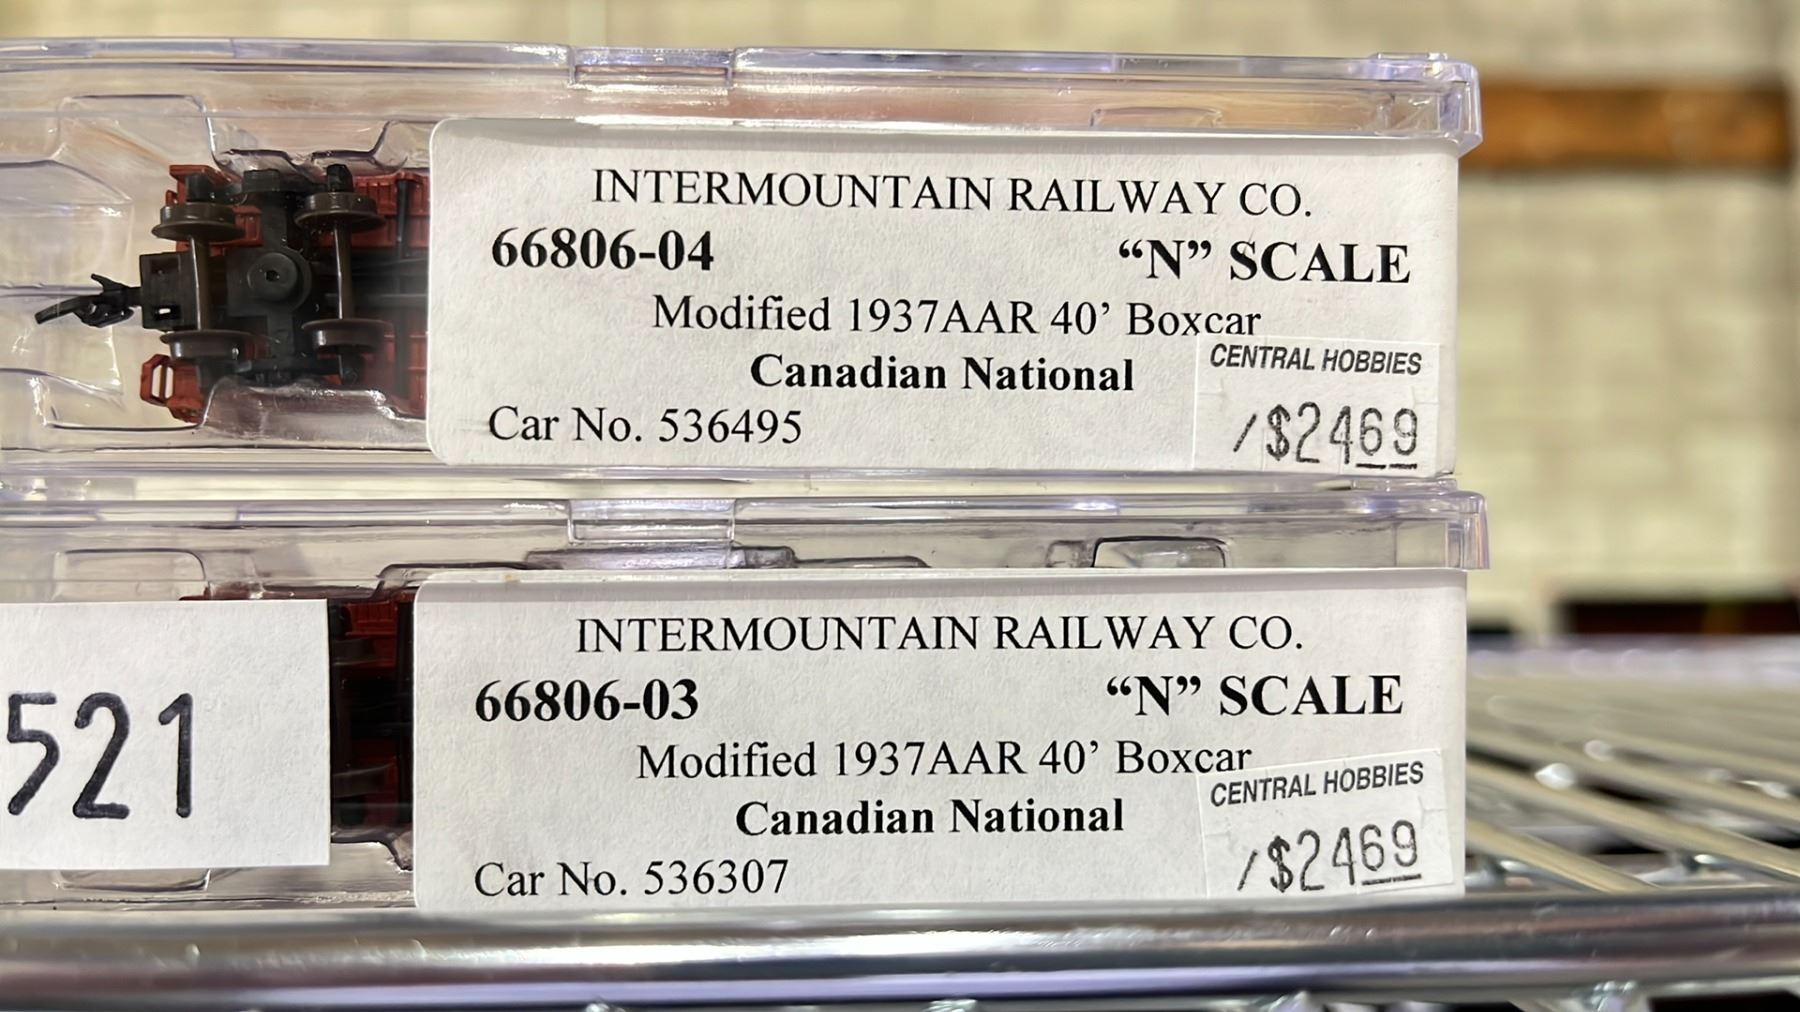 INTERMOUNTAIN RAILWAY CO.
66806-04 “N” SCALE
Modified 1937AAR 40’ Boxcar
Canadian National
Car No. 536495
CENTRAL HOBBIES
/$2469
INTERMOUNTAIN RAILWAY CO.
66806-03 “N” SCALE
Modified 1937AAR 40’ Boxcar
Canadian National
Car No. 536307
CENTRAL HOBBIES
/$2469
521